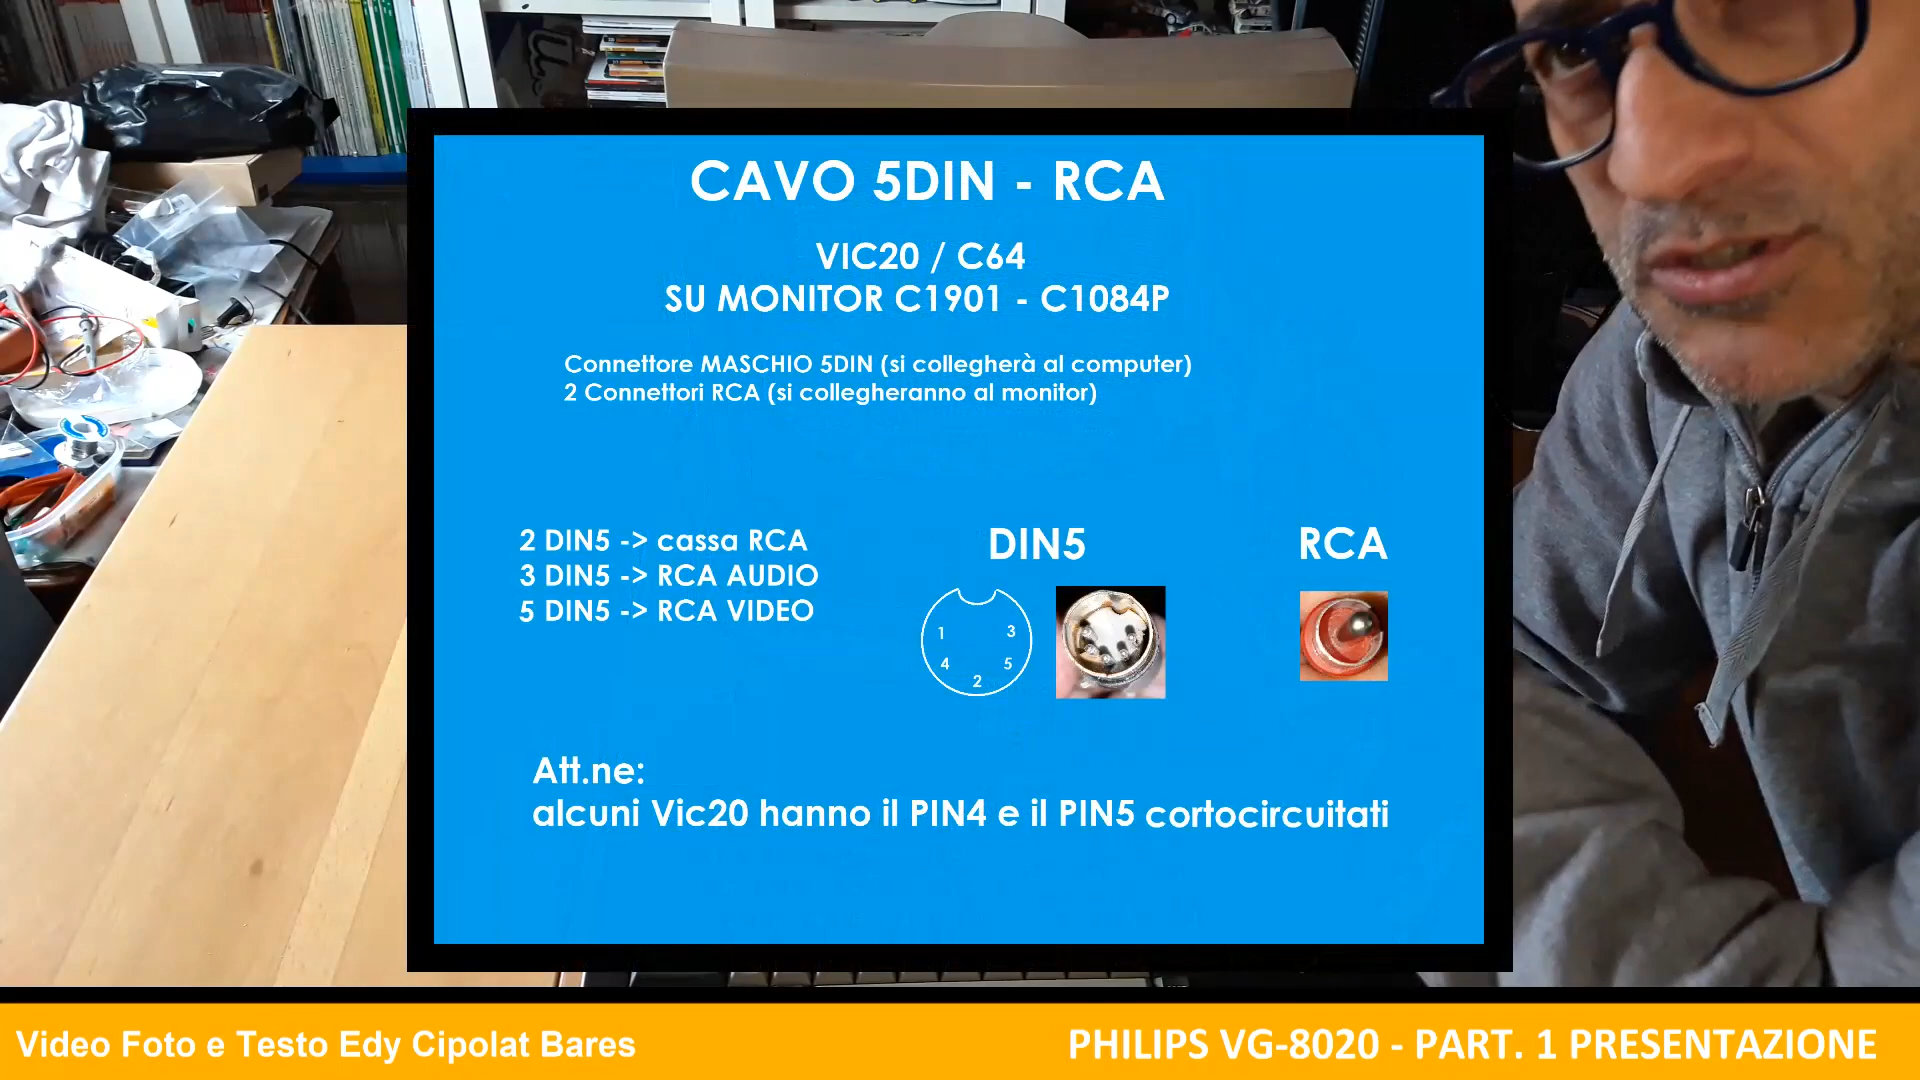 CAVO 5DIN - RCA
VIC20 / C64
SU MONITOR C1901 - C1084P
Connettore MASCHIO 5DIN (si collegherà al computer)
2 Connettori RCA (si collegheranno al monitor)
2 DIN5 -> cassa RCA
3 DIN5 -> RCA AUDIO
5 DIN5 -> RCA VIDEO
DIN5
RCA
1
3
4
5
2
Att.ne:
alcuni Vic20 hanno il PIN4 e il PIN5 cortocircuitati
Video Foto e Testo Edy Cipolat Bares
PHILIPS VG-8020 - PART. 1 PRESENTAZIONE